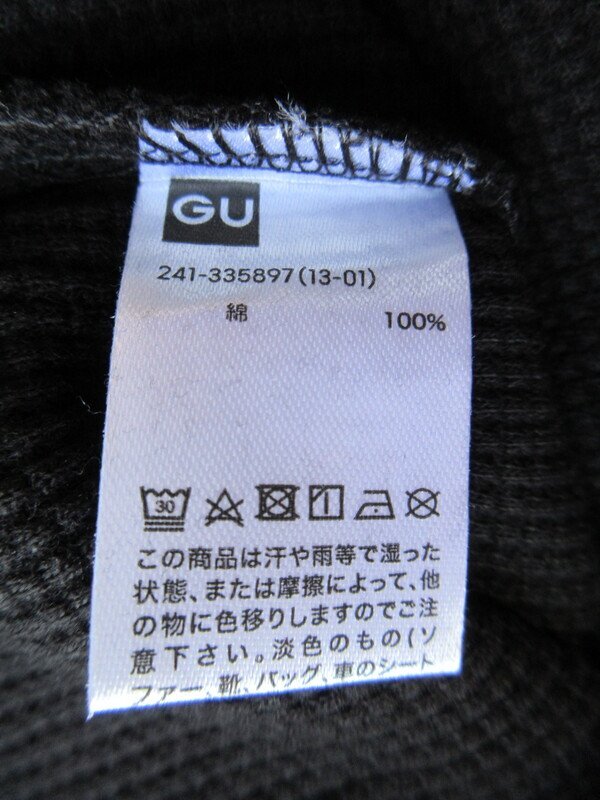 GU
241-335897(13-01)
綿 100%
30
この商品は汗や雨等で湿った
状態、または摩擦によって、他
の物に色移りしますのでご注
意下さい。淡色のもの(ソ
ファー、靴、バッグ、車のシート